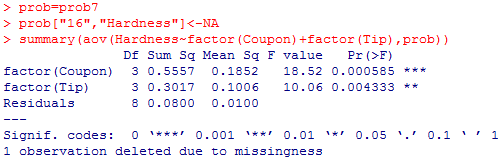 > prob=prob7
> prob["16","Hardness"]<-NA
> summary(aov(Hardness~factor(Coupon)+factor(Tip),prob))
               Df Sum Sq Mean Sq F value   Pr(>F)
factor(Coupon)  3 0.5557  0.1852   18.52 0.000585 ***
factor(Tip)     3 0.3017  0.1006   10.06 0.004333 **
Residuals       8 0.0800  0.0100
---
Signif. codes:  0 ‘***’ 0.001 ‘**’ 0.01 ‘*’ 0.05 ‘.’ 0.1 ‘ ’ 1
1 observation deleted due to missingness